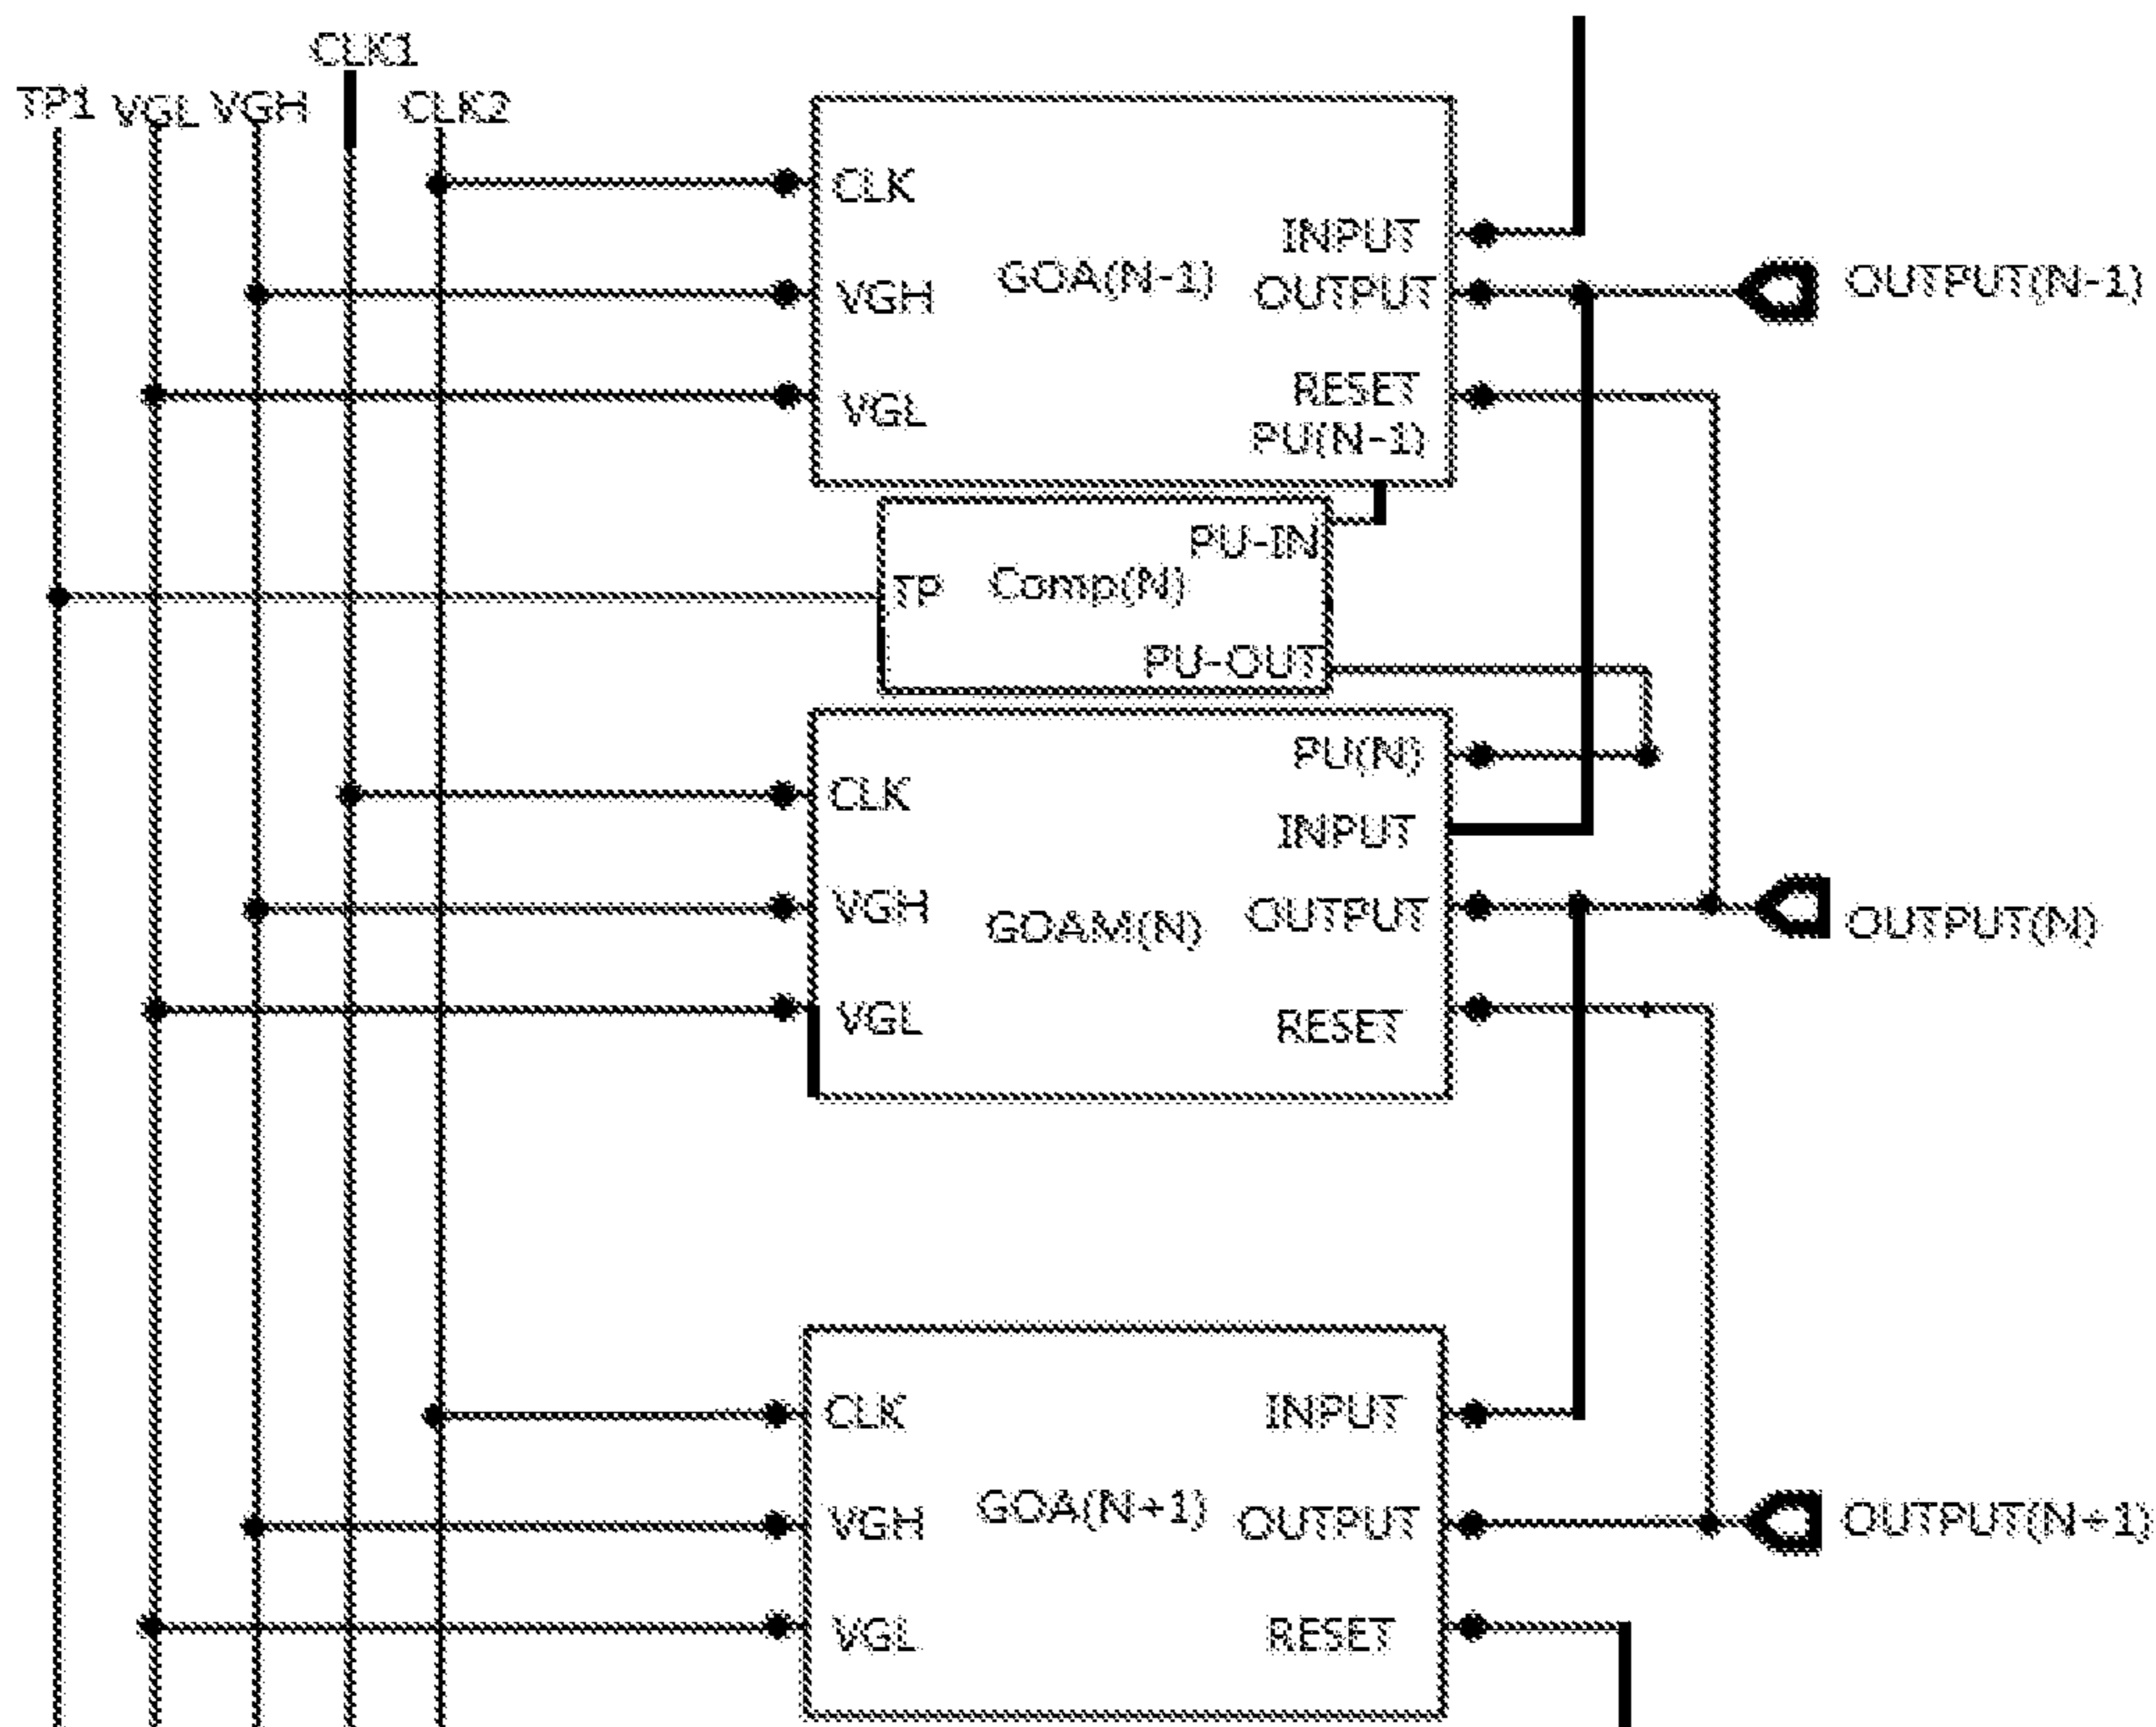 CLK1
TP1 VGL VGH CLK2
CLK
INPUT
GOA(N-1)
VGH
OUTPUT
OUTPUT(N-1)
RESET
VGL
PU(N-1)
PU-IN
TP
Comp(N)
PU-OUT
PU(N)
CLK
INPUT
VGH
GOAM(N)
OUTPUT
OUTPUT(N)
VGL
RESET
CLK
INPUT
GOA(N+1)
VGH
OUTPUT
OUTPUT(N+1)
VGL
RESET